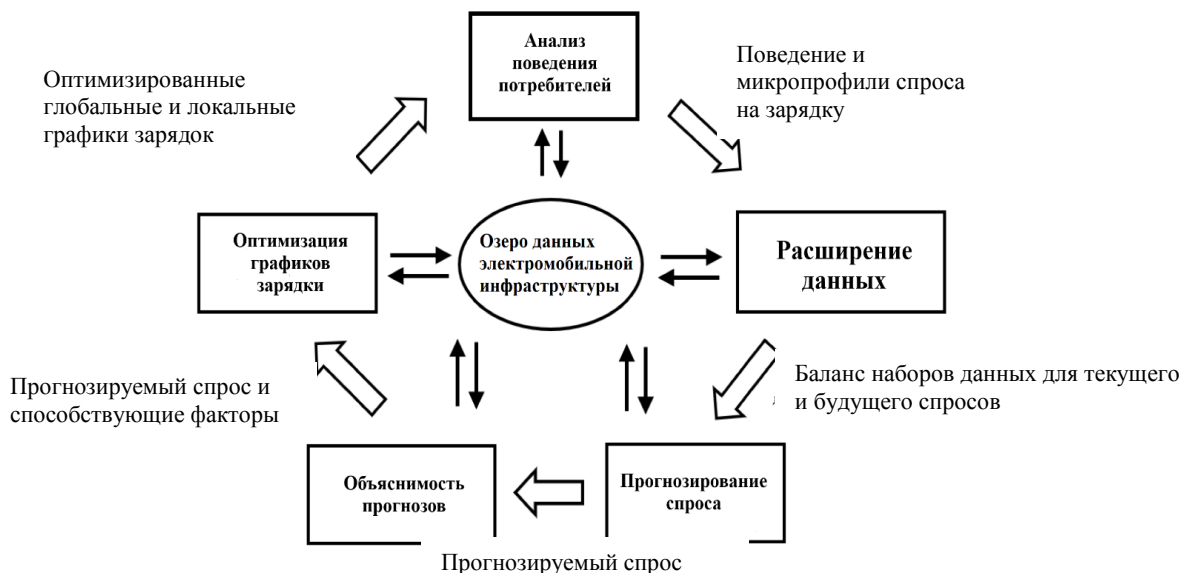 Анализ
поведения
потребителей
Оптимизированные
глобальные и локальные
графики зарядок
Поведение и
микропрофили спроса
на зарядку
Оптимизация
графиков
зарядки
Озеро данных
электромобильной
инфраструктуры
Расширение
данных
Прогнозируемый спрос и
способствующие факторы
Баланс наборов данных для текущего
и будущего спросов
Объяснимость
прогнозов
Прогнозирование
спроса
Прогнозируемый спрос